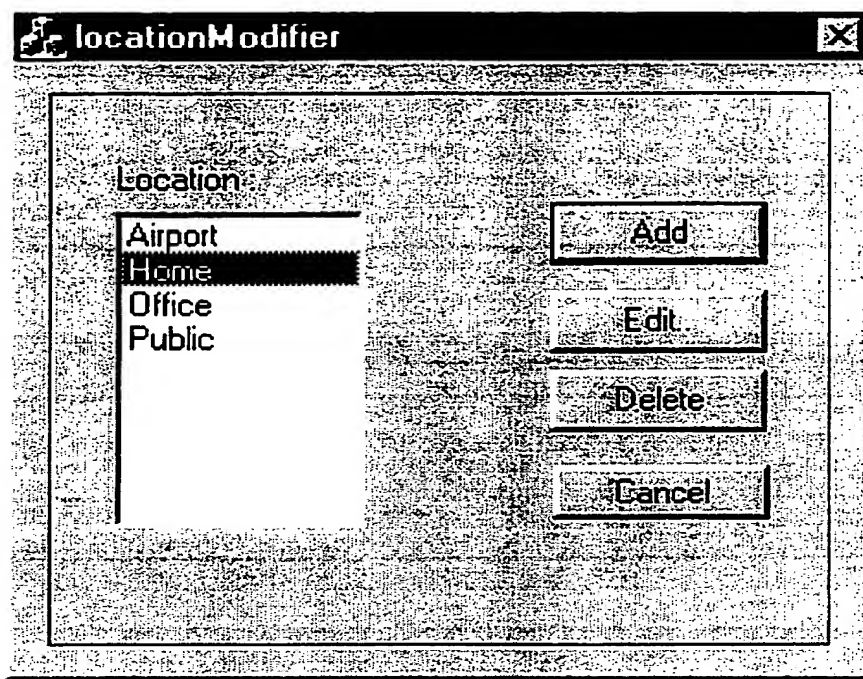 locationModifier
Location
Airport
Home
Office
Public
Add
Edit
Delete
Cancel